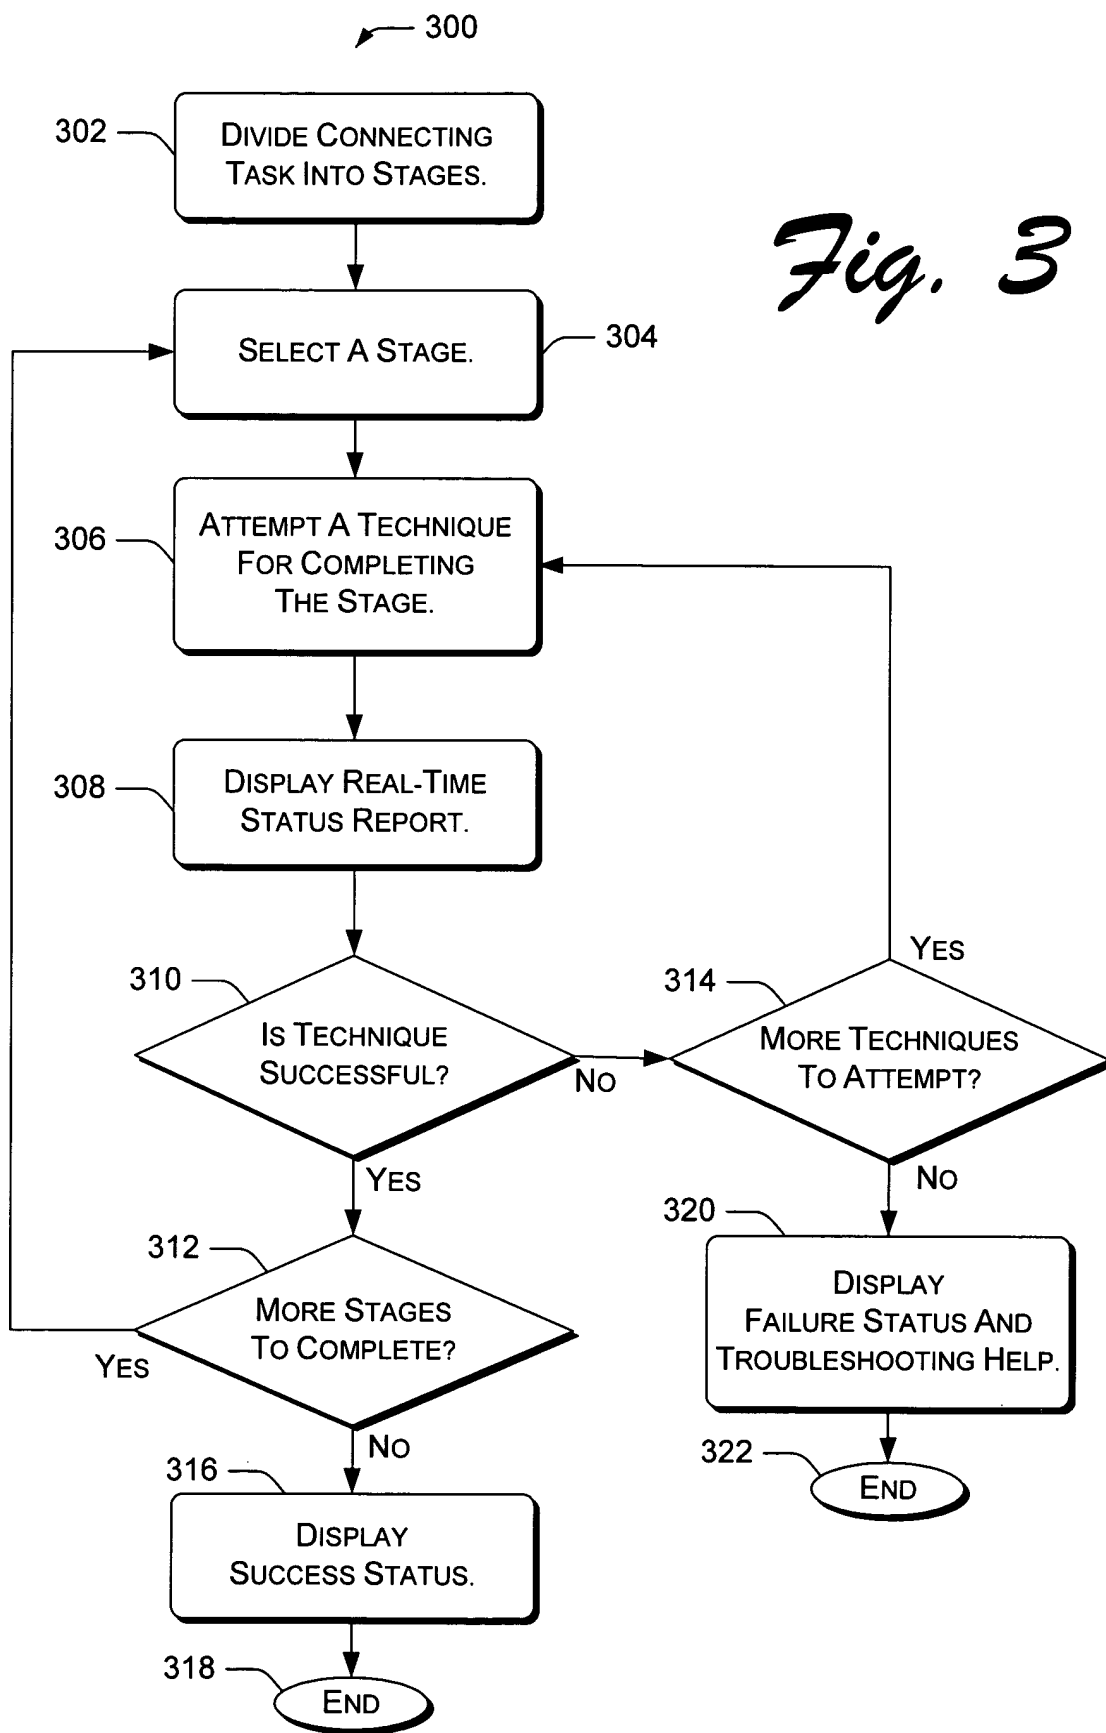 300
302
DIVIDE CONNECTING
TASK INTO STAGES.
Fig. 3
SELECT A STAGE.
304
306
ATTEMPT A TECHNIQUE
FOR COMPLETING
THE STAGE.
308
DISPLAY REAL-TIME
STATUS REPORT.
310
IS TECHNIQUE
SUCCESSFUL?
NO
YES
314
YES
MORE TECHNIQUES
TO ATTEMPT?
NO
312
MORE STAGES
TO COMPLETE?
YES
NO
320
DISPLAY
FAILURE STATUS AND
TROUBLESHOOTING HELP.
322
END
316
DISPLAY
SUCCESS STATUS.
318
END